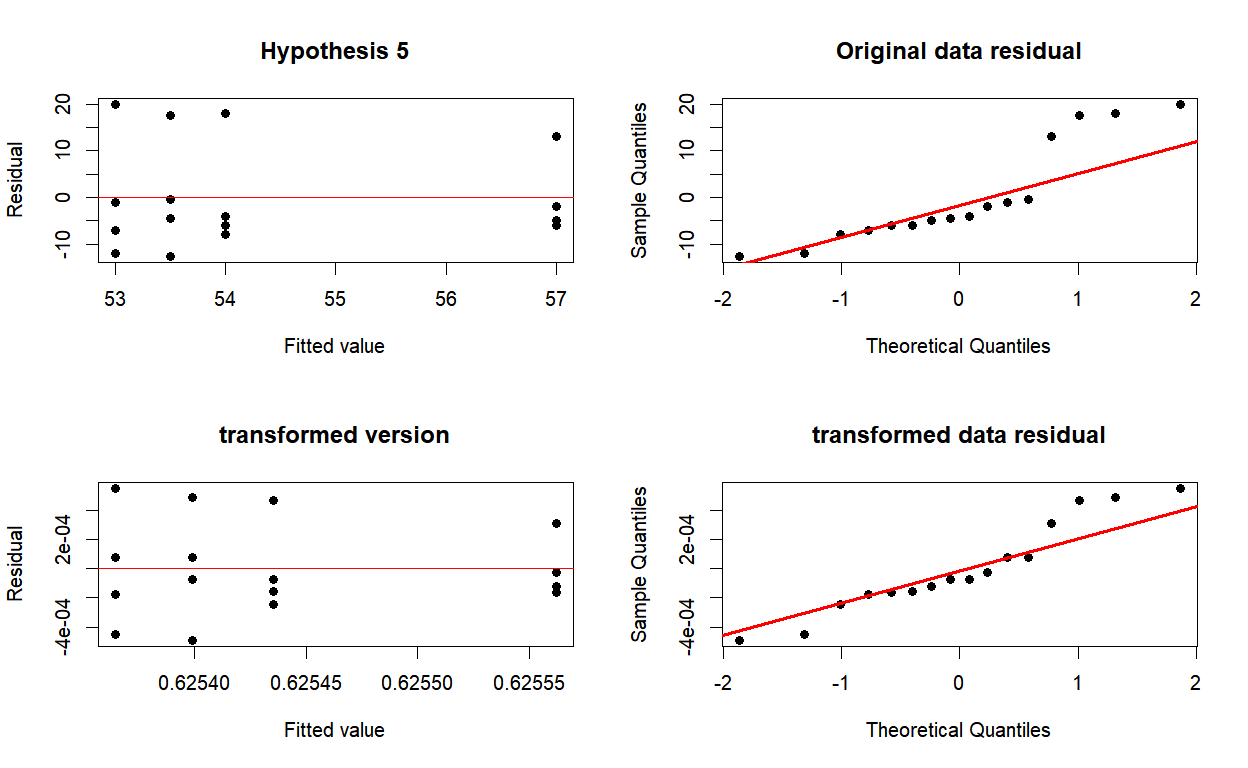 Hypothesis 5
Residual
20
10
0
-10
53 54 55 56 57
Fitted value
Original data residual
Sample Quantiles
20
10
0
-10
-2 -1 0 1 2
Theoretical Quantiles
transformed version
Residual
2e-04
-4e-04
0.62540 0.62545 0.62550 0.62555
Fitted value
transformed data residual
Sample Quantiles
2e-04
-4e-04
-2 -1 0 1 2
Theoretical Quantiles